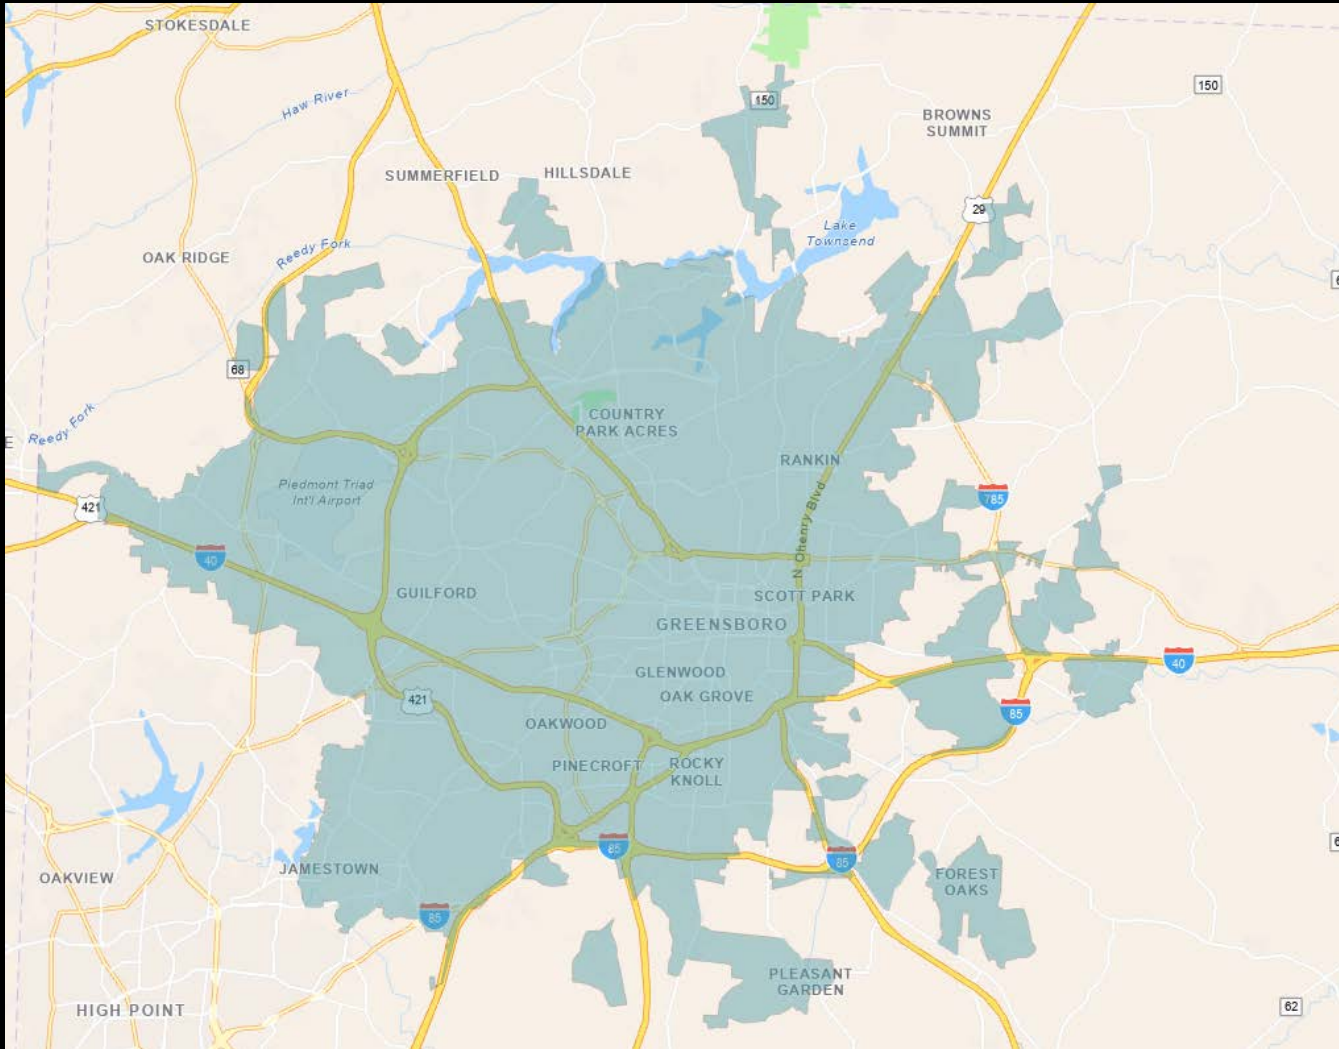 STOKESDALE
Haw River
150
150
BROWNS
SUMMIT
SUMMERFIELD
HILLSDALE
29
Lake
Townsend
Reedy Fork
OAK RIDGE
68
COUNTRY
PARK ACRES
Reedy Fork
E
RANKIN
Piedmont Triad
Int'l Airport
421
785
N Ohenry Blvd
40
GUILFORD
SCOTT PARK
GREENSBORO
40
GLENWOOD
OAK GROVE
421
85
OAKWOOD
PINECROFT
ROCKY
KNOLL
85
85
JAMESTOWN
OAKVIEW
FOREST
OAKS
85
PLEASANT
GARDEN
HIGH POINT
62